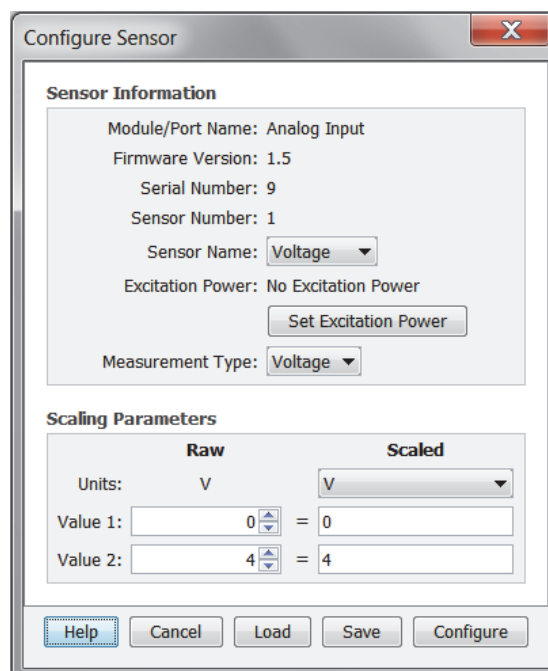 Configure Sensor
X
Sensor Information
Module/Port Name: Analog Input
Firmware Version: 1.5
Serial Number: 9
Sensor Number: 1
Sensor Name: Voltage
Excitation Power: No Excitation Power
Set Excitation Power
Measurement Type: Voltage
Scaling Parameters
Raw Scaled
Units: V V
Value 1: 0 = 0
Value 2: 4 = 4
Help Cancel Load Save Configure